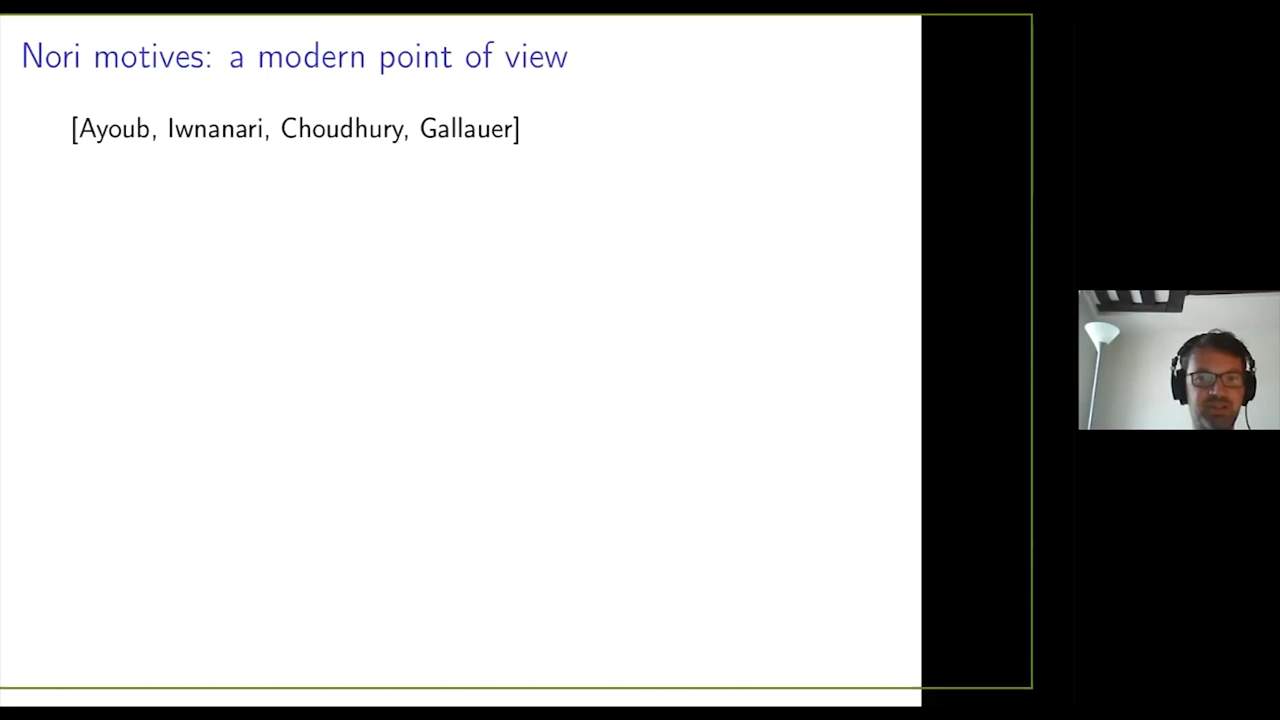 Nori motives: a modern point of view
[Ayoub, Iwnanari, Choudhury, Gallauer]